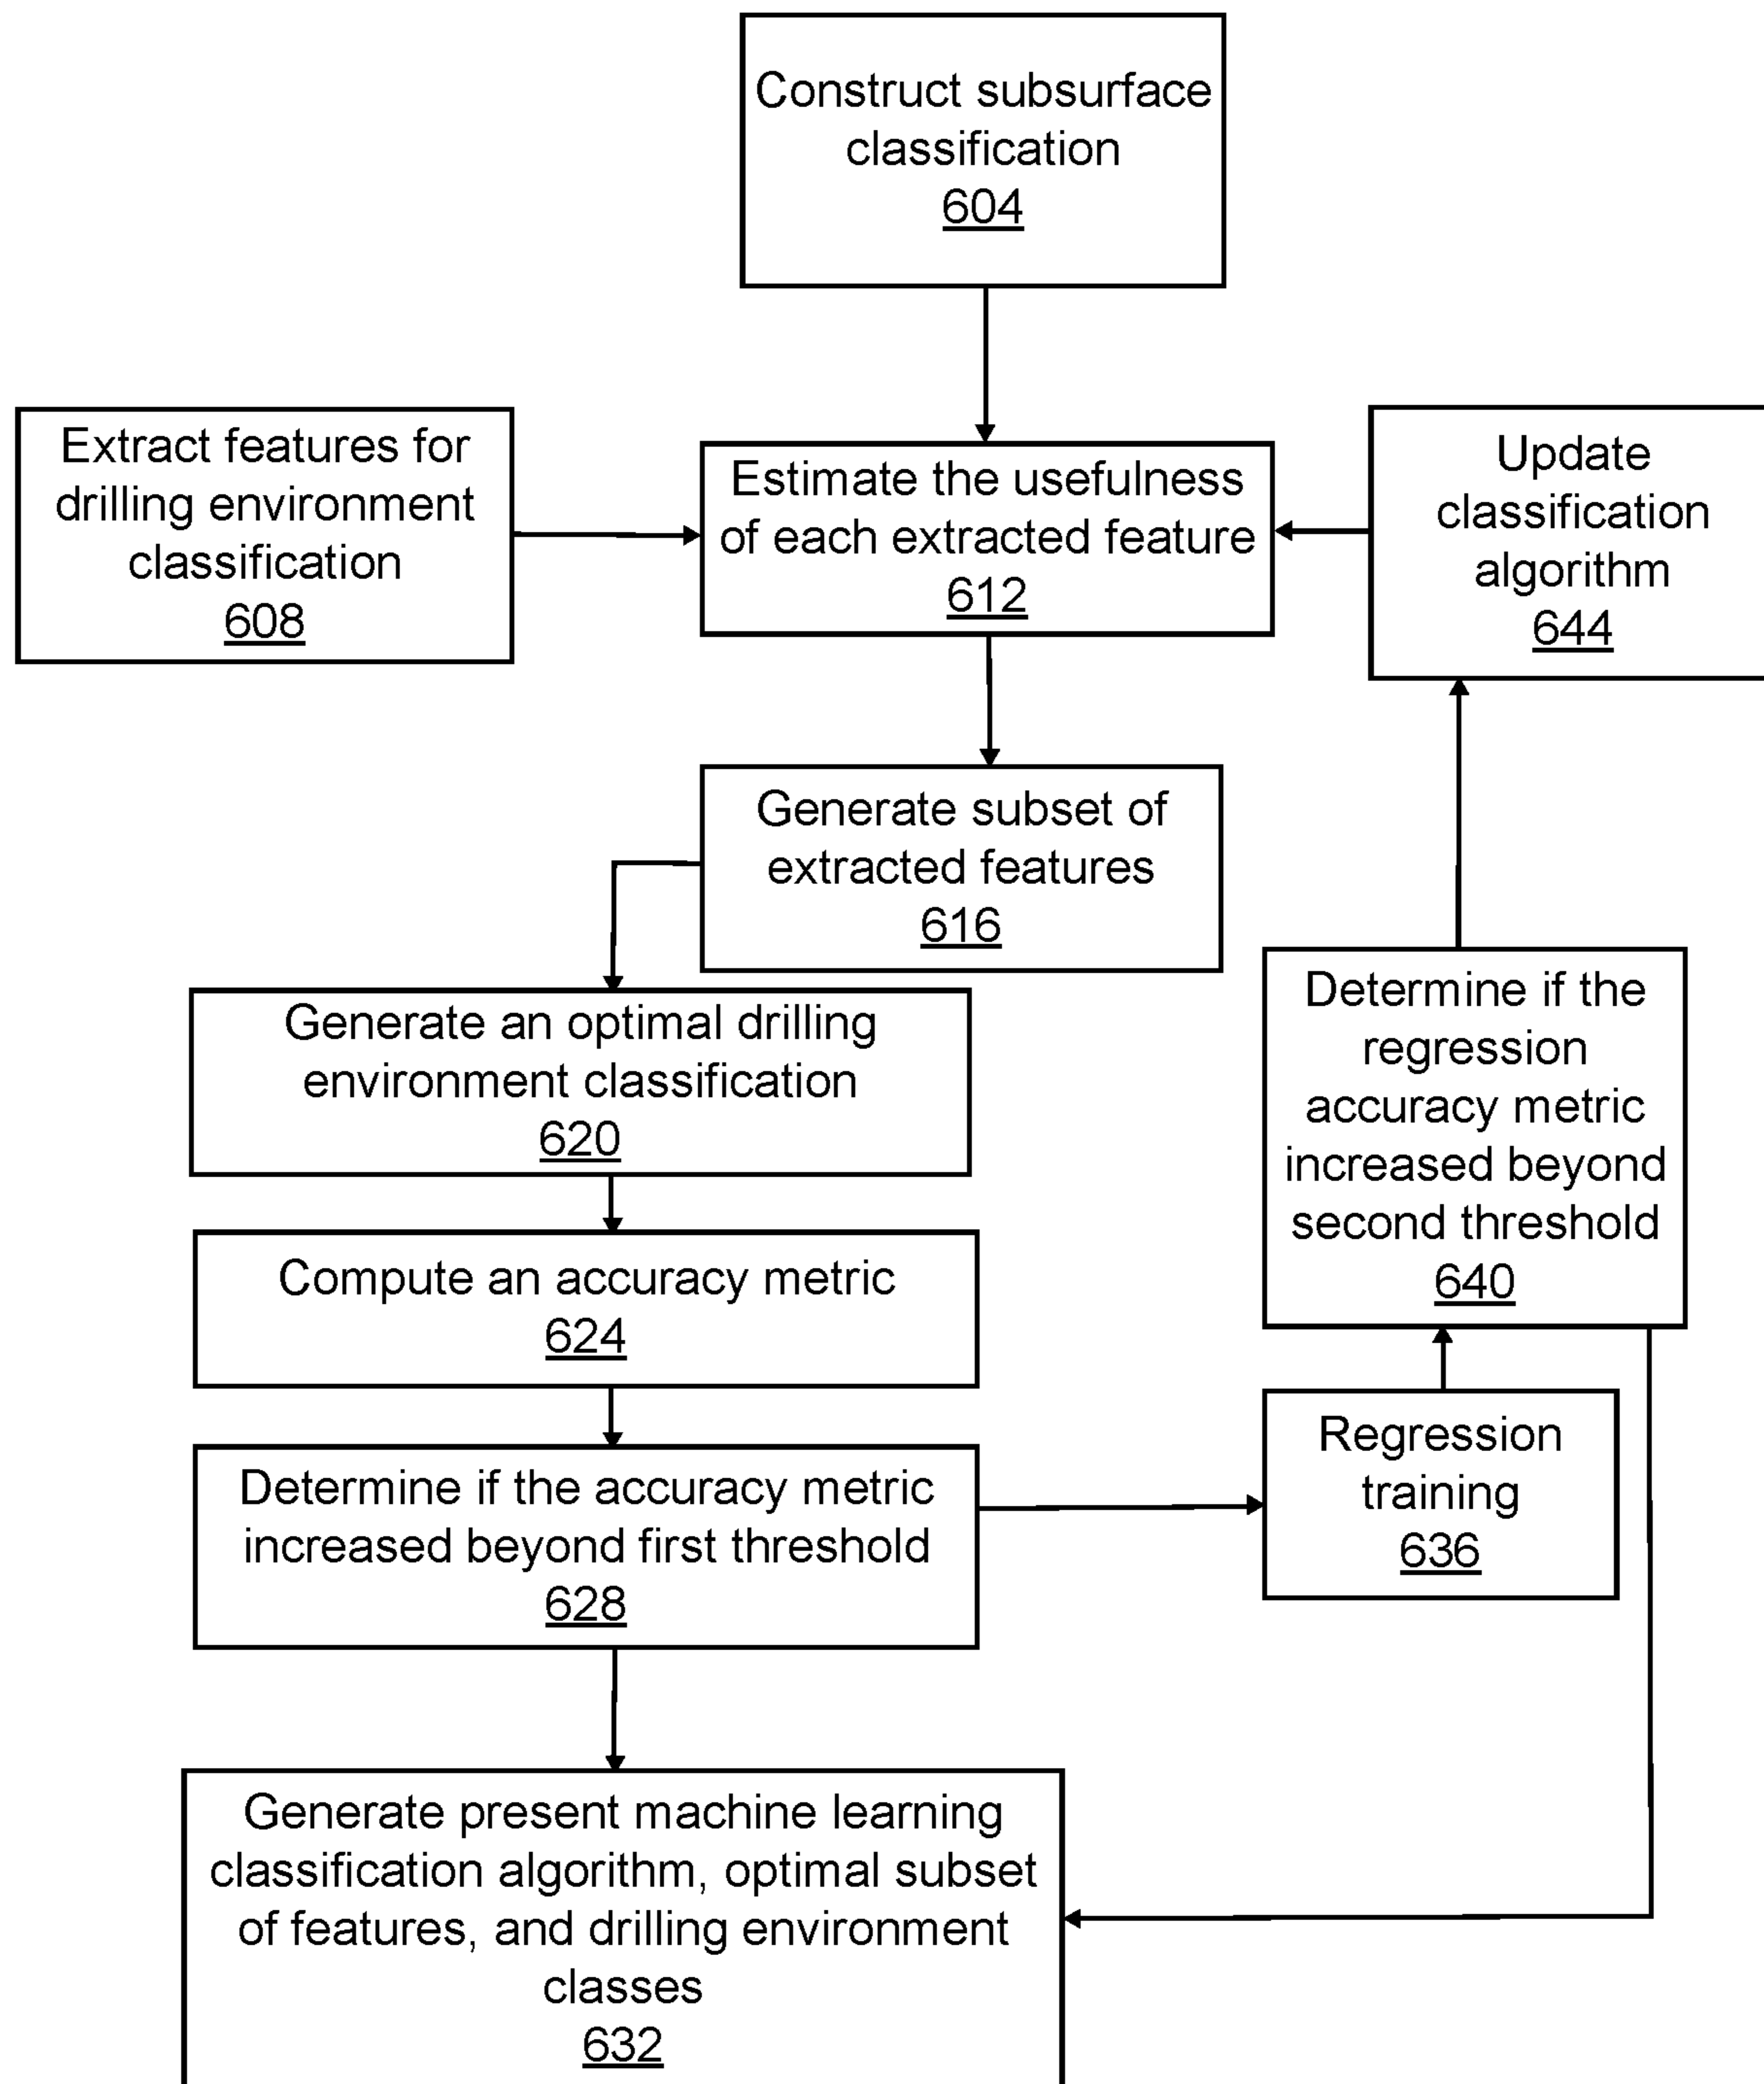 Construct subsurface
classification
604
Extract features for
drilling environment
classification
608
Estimate the usefulness
of each extracted feature
612
Update
classification
algorithm
644
Generate subset of
extracted features
616
Generate an optimal drilling
environment classification
620
Determine if the
regression
accuracy metric
increased beyond
second threshold
640
Compute an accuracy metric
624
Determine if the accuracy metric
increased beyond first threshold
628
Regression
training
636
Generate present machine learning
classification algorithm, optimal subset
of features, and drilling environment
classes
632